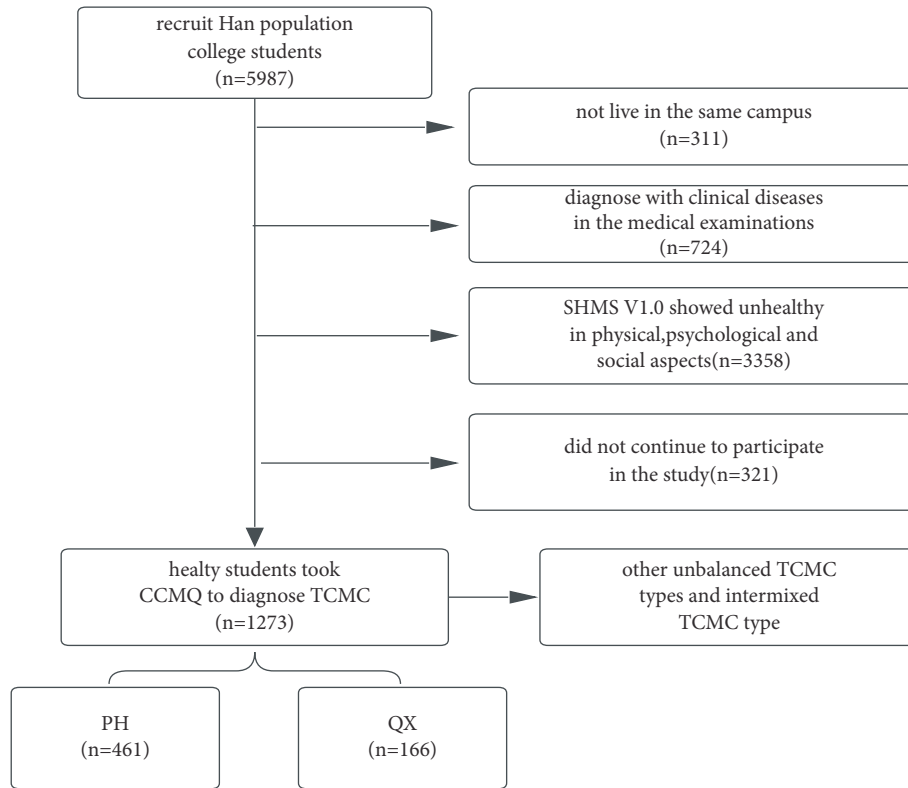 recruit Han population
college students
(n=5987)
not live in the same campus
(n=311)
diagnose with clinical diseases
in the medical examinations
(n=724)
SHMS V1.0 showed unhealthy
in physical,psychological and
social aspects(n=3358)
did not continue to participate
in the study(n=321)
healty students took
CCMQ to diagnose TCMC
(n=1273)
other unbalanced TCMC
types and intermixed
TCMC type
PH
(n=461)
QX
(n=166)